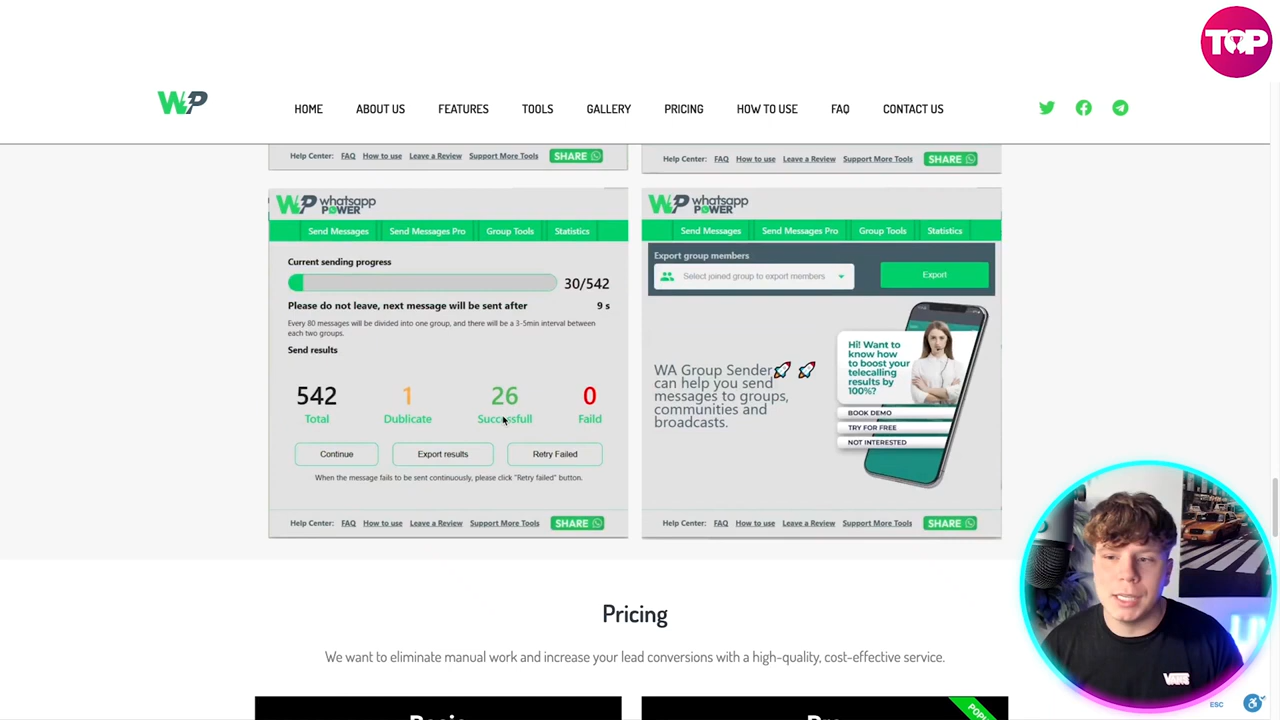 TOP
WP
HOME
ABOUT US
FEATURES
TOOLS
GALLERY
PRICING
HOW TO USE
FAQ
CONTACT US
Help Center: FAQ How to use Leave a Review Support More Tools SHARE
Help Center: FAQ How to use Leave a Review Support More Tools SHARE
WP whatsapp
POWER
Send Messages Send Messages Pro Group Tools Statistics
Current sending progress
30/542
Please do not leave, next message will be sent after 9 s
Every 80 messages will be divided into one group, and there will be a 3-5min interval between
each two groups.
Send results
542 1 26 0
Total Dublicate Successfull Faild
Continue Export results Retry Failed
When the message fails to be sent continuously, please click "Retry failed" button.
Help Center: FAQ How to use Leave a Review Support More Tools SHARE
WP whatsapp
POWER
Send Messages Send Messages Pro Group Tools Statistics
Export group members
Select joined group to export members
Export
WA Group Sender
can help you send
messages to groups,
communities and
broadcasts.
Hi! Want to
know how
to boost your
telecalling
results by
100%?
BOOK DEMO
TRY FOR FREE
NOT INTERESTED
Help Center: FAQ How to use Leave a Review Support More Tools SHARE
Pricing
We want to eliminate manual work and increase your lead conversions with a high-quality, cost-effective service.
Basic
Pro
VANS
ESC